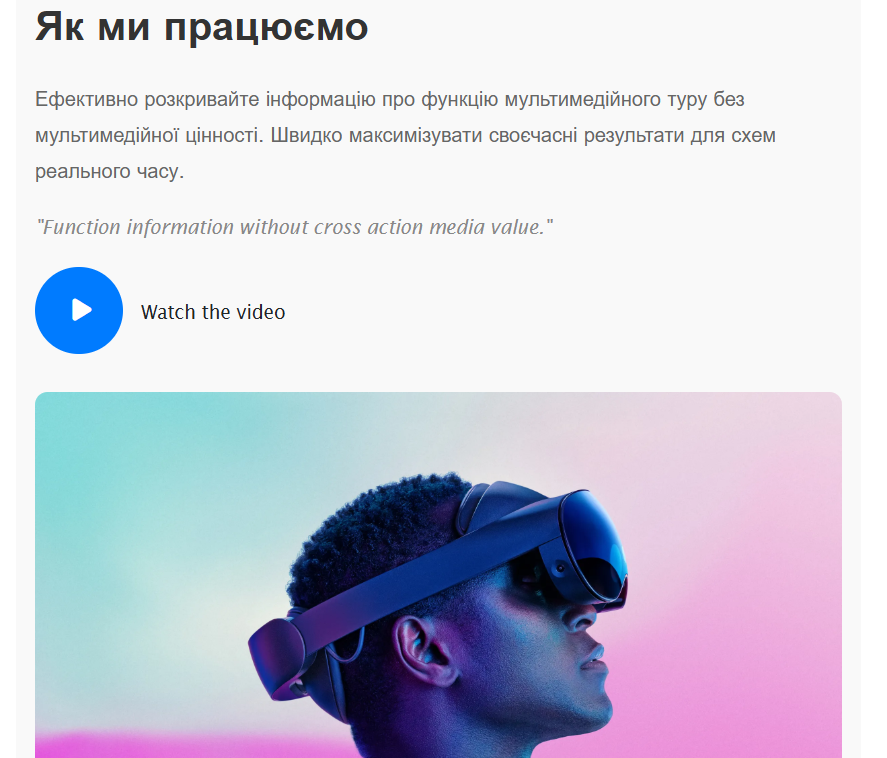 Як ми працюємо
Ефективно розкривайте інформацію про функцію мультимедійного туру без
мультимедійної цінності. Швидко максимізувати своєчасні результати для схем
реального часу.
"Function information without cross action media value."
Watch the video